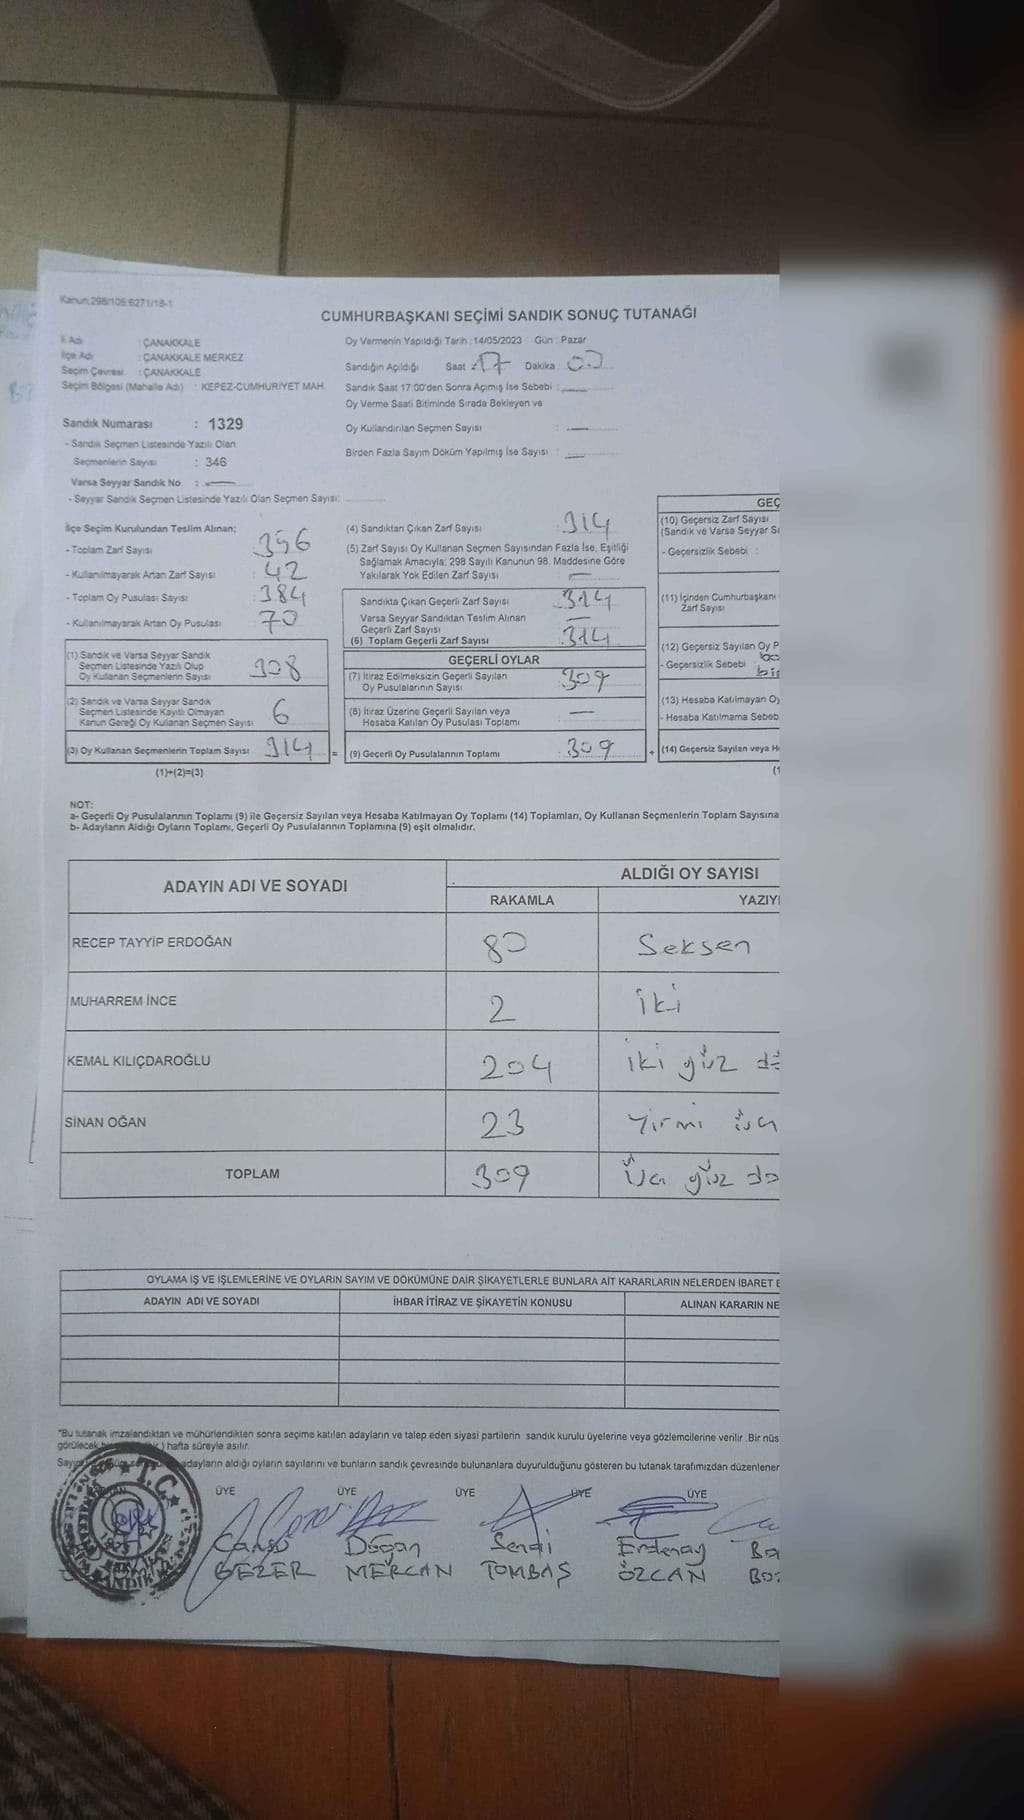 Kanun:298/105:6271/18-1
CUMHURBAŞKANI SEÇİMİ SANDIK SONUÇ TUTANAĞI
İl Adı : ÇANAKKALE
İlçe Adı : ÇANAKKALE MERKEZ
Seçim Çevresi : ÇANAKKALE
Seçim Bölgesi (Mahalle Adı) : KEPEZ-CUMHURİYET MAH.
Oy Vermenin Yapıldığı Tarih : 14/05/2023 Gün : Pazar
Sandığın Açıldığı Saat : 17 Dakika : 00
Sandık Saat 17:00'den Sonra Açımış İse Sebebi :
Oy Verme Saati Bitiminde Sırada Bekleyen ve
Oy Kullandırılan Seçmen Sayısı :
Birden Fazla Sayım Döküm Yapılmış İse Sayısı :
Sandık Numarası : 1329
- Sandık Seçmen Listesinde Yazılı Olan
Seçmenlerin Sayısı : 346
Varsa Seyyar Sandık No :
- Seyyar Sandık Seçmen Listesinde Yazılı Olan Seçmen Sayısı:
İlçe Seçim Kurulundan Teslim Alınan;
- Toplam Zarf Sayısı : 356
- Kullanılmayarak Artan Zarf Sayısı : 42
- Toplam Oy Pusulası Sayısı : 384
- Kullanılmayarak Artan Oy Pusulası : 70
(1) Sandık ve Varsa Seyyar Sandık
Seçmen Listesinde Yazılı Olup
Oy Kullanan Seçmenlerin Sayısı : 308
(2) Sandık ve Varsa Seyyar Sandık
Seçmen Listesinde Kayıtlı Olmayan
Kanun Gereği Oy Kullanan Seçmen Sayısı 6
(3) Oy Kullanan Seçmenlerin Toplam Sayısı 314 =
(1)+(2)=(3)
(4) Sandıktan Çıkan Zarf Sayısı : 314
(5) Zarf Sayısı Oy Kullanan Seçmen Sayısından Fazla İse, Eşitliği
Sağlamak Amacıyla; 298 Sayılı Kanunun 98. Maddesine Göre
Yakılarak Yok Edilen Zarf Sayısı :
Sandıkta Çıkan Geçerli Zarf Sayısı : 314
Varsa Seyyar Sandıktan Teslim Alınan
Geçerli Zarf Sayısı :
(6) Toplam Geçerli Zarf Sayısı : 314
GEÇERLİ OYLAR
(7) İtiraz Edilmeksizin Geçerli Sayılan
Oy Pusulalarının Sayısı : 309
(8) İtiraz Üzerine Geçerli Sayılan veya
Hesaba Katılan Oy Pusulası Toplamı :
(9) Geçerli Oy Pusulalarının Toplamı : 309 +
GEÇ
(10) Geçersiz Zarf Sayısı
(Sandık ve Varsa Seyyar S
- Geçersizlik Sebebi :
(11) İçinden Cumhurbaşkanı
Zarf Sayısı
(12) Geçersiz Sayılan Oy P
- Geçersizlik Sebebi
(13) Hesaba Katılmayan Oy
- Hesaba Katılmama Sebeb
(14) Geçersiz Sayılan veya H
(1
NOT:
a- Geçerli Oy Pusulalarının Toplamı (9) ile Geçersiz Sayılan veya Hesaba Katılmayan Oy Toplamı (14) Toplamları, Oy Kullanan Seçmenlerin Toplam Sayısına
b- Adayların Aldığı Oyların Toplamı, Geçerli Oy Pusulalarının Toplamına (9) eşit olmalıdır.
ADAYIN ADI VE SOYADI ALDIĞI OY SAYISI
RAKAMLA YAZIYL
RECEP TAYYİP ERDOĞAN 80 Seksen
MUHARREM İNCE 2 iki
KEMAL KILIÇDAROĞLU 204 iki yüz dö
SİNAN OĞAN 23 Yirmi üç
TOPLAM 309 Üç yüz do
OYLAMA İŞ VE İŞLEMLERİNE VE OYLARIN SAYIM VE DÖKÜMÜNE DAİR ŞİKAYETLERLE BUNLARA AİT KARARLARIN NELERDEN İBARET
ADAYIN ADI VE SOYADI İHBAR İTİRAZ VE ŞİKAYETİN KONUSU ALINAN KARARIN NE
*Bu tutanak imzalandıktan ve mühürlendikten sonra seçime katılan adayların ve talep eden siyasi partilerin sandık kurulu üyelerine veya gözlemcilerine verilir .Bir nüs
görülecek ) hafta süreyle asılır.
adayların aldığı oyların sayılarını ve bunların sandık çevresinde bulunanlara duyurulduğunu gösteren bu tutanak tarafımızdan düzenlener
ÜYE ÜYE ÜYE ÜYE ÜYE
Cansu Doğan Serdi Erdenay
GEZER MERCAN TOMBAŞ ÖZCAN BOZ
T.C.